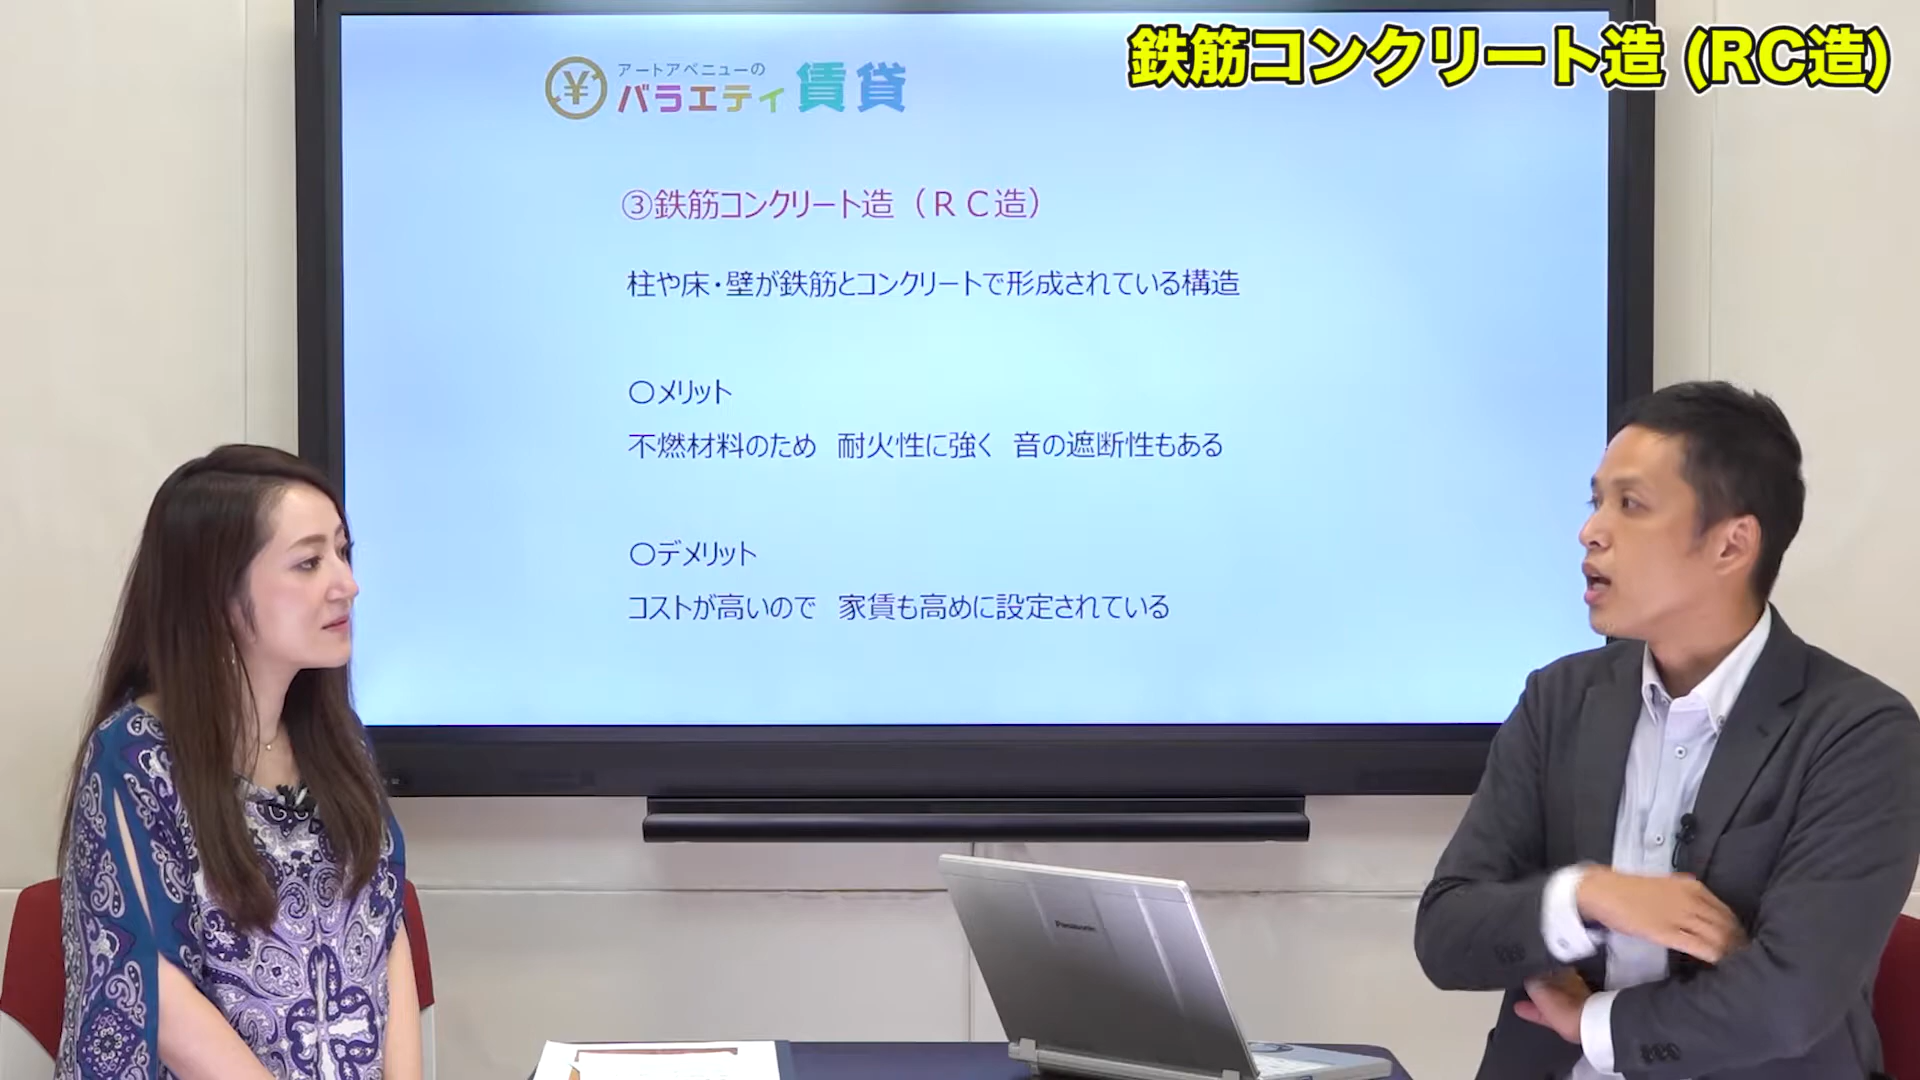 鉄筋コンクリート造 (RC造)
アートアベニューの
バラエティ賃貸
③鉄筋コンクリート造（ＲＣ造）
柱や床・壁が鉄筋とコンクリートで形成されている構造
〇メリット
不燃材料のため　耐火性に強く　音の遮断性もある
〇デメリット
コストが高いので　家賃も高めに設定されている
Panasonic